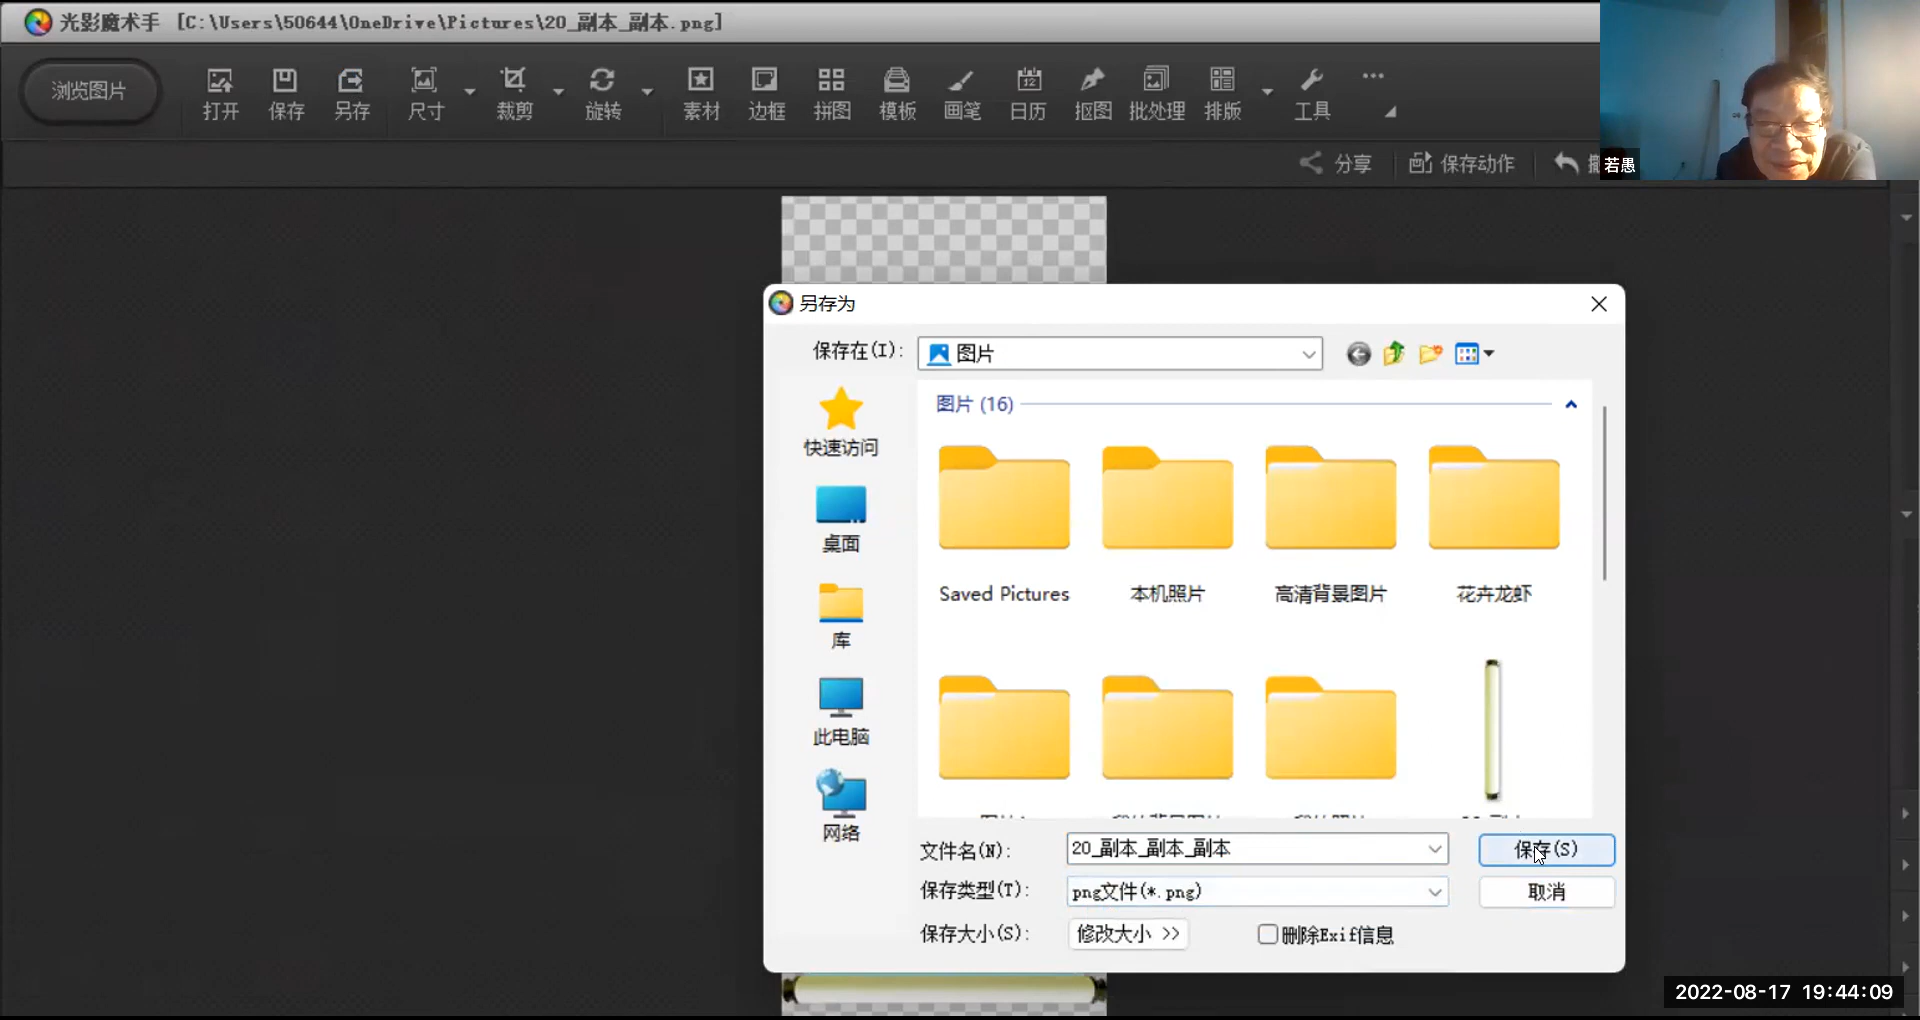 光影魔术手 [C:\Users\50644\OneDrive\Pictures\20_副本_副本.png]
浏览图片
打开 保存 另存 尺寸 裁剪 旋转 素材 边框 拼图 模板 画笔 日历 抠图 批处理 排版 工具
12
分享 保存动作
若愚
另存为
保存在(I): 图片
图片 (16)
快速访问
桌面
库
此电脑
网络
Saved Pictures 本机照片 高清背景图片 花卉龙虾
文件名(N): 20_副本_副本_副本 保存(S)
保存类型(T): png文件(*.png) 取消
保存大小(S): 修改大小 >> 删除Exif信息
2022-08-17 19:44:09